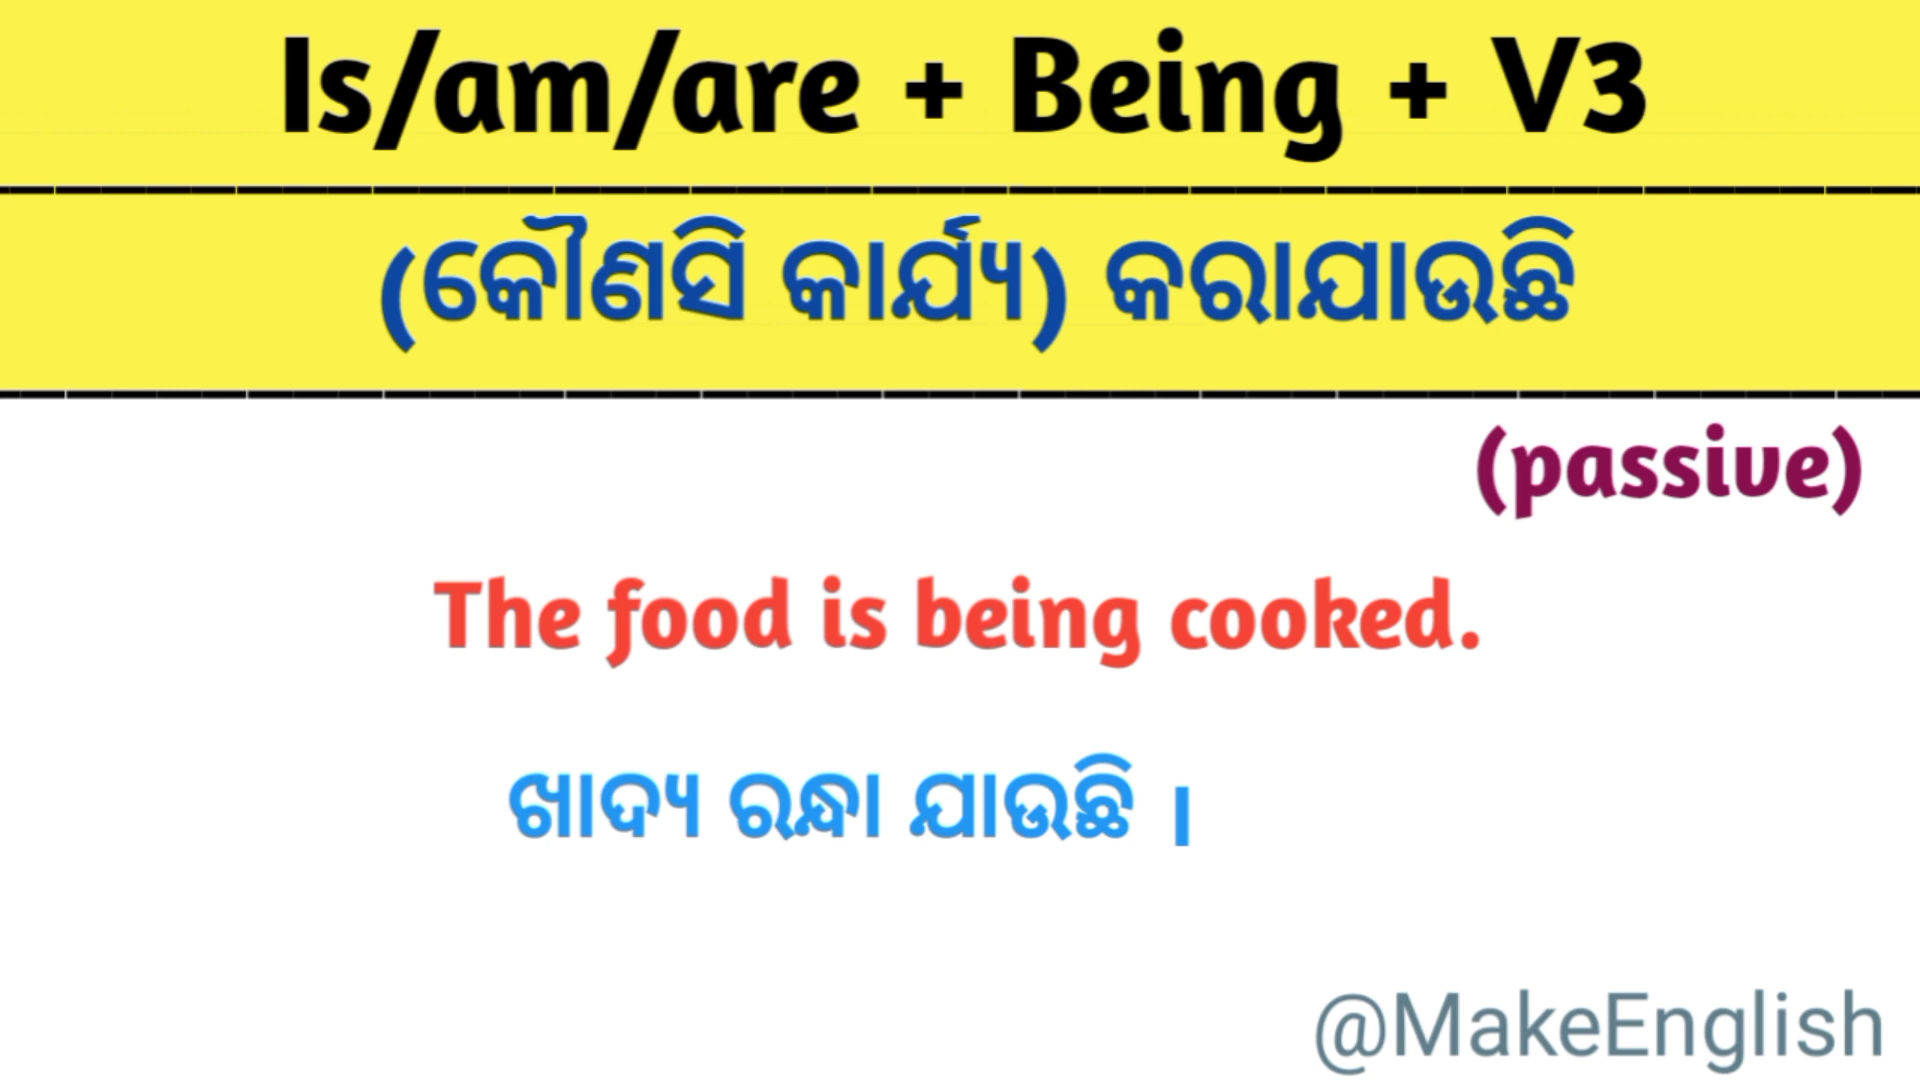 Is/am/are + Being + V3
(କୌଣସି କାର୍ଯ୍ୟ) କରାଯାଉଛି
(passive)
The food is being cooked.
ଖାଦ୍ୟ ରନ୍ଧା ଯାଉଛି ।
@MakeEnglish